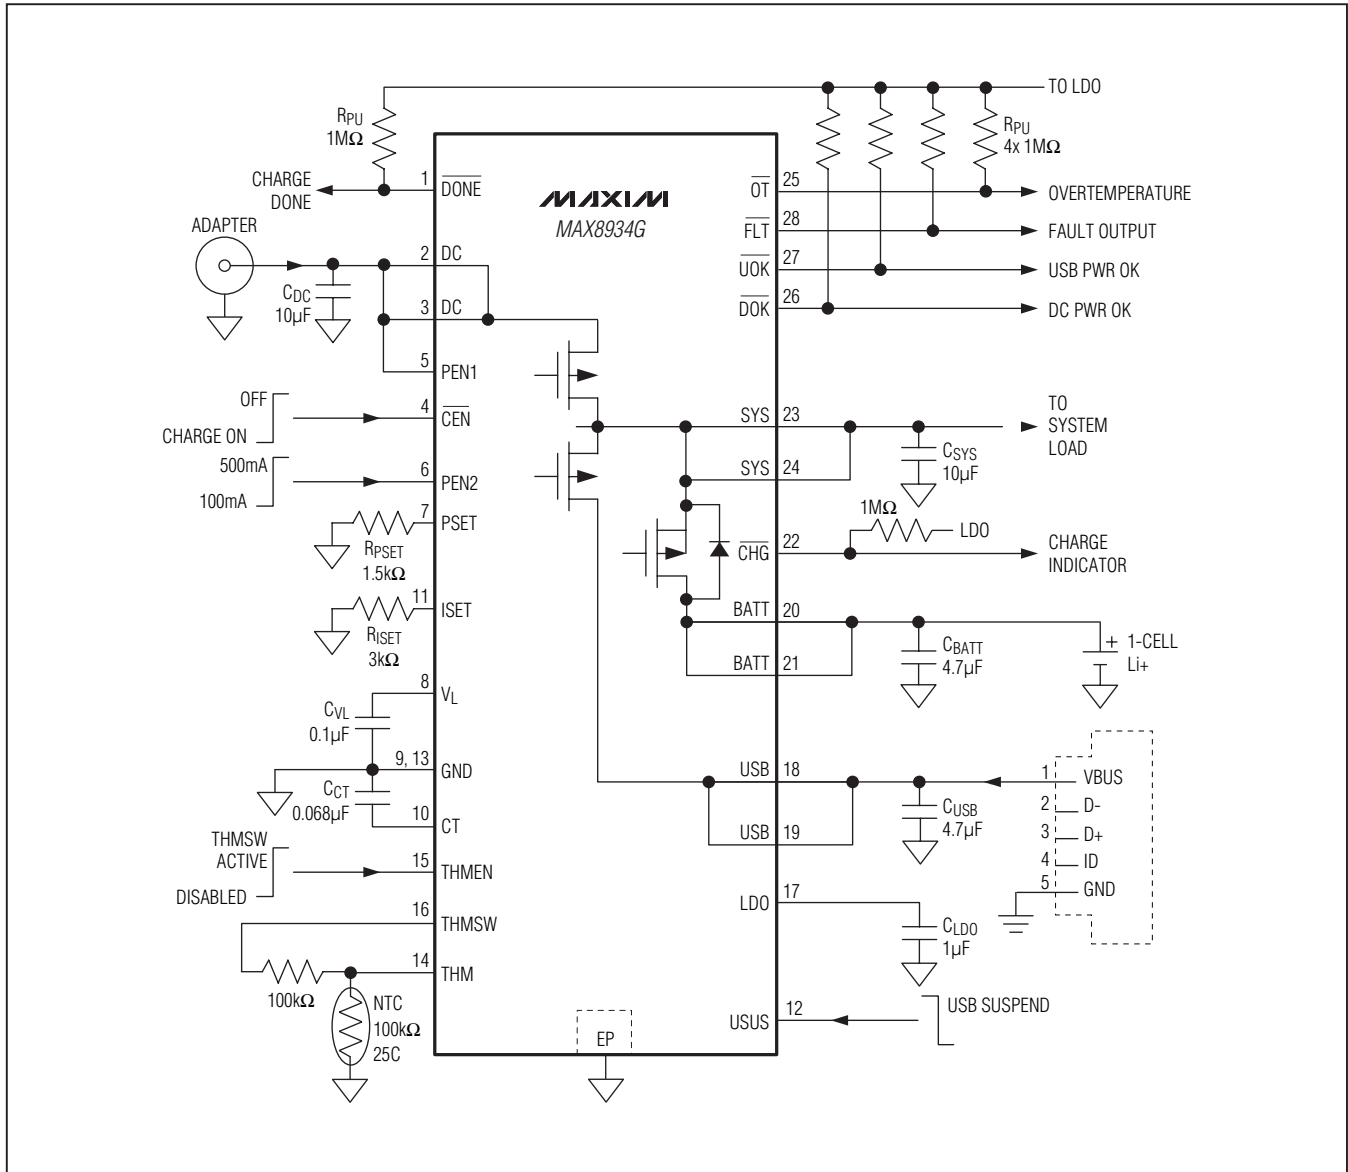 TO LDO
RPU
1MΩ
RPU
4x 1MΩ
CHARGE
DONE
1
DONE
MAXIM
MAX8934G
OT
25
OVERTEMPERATURE
FLT
28
FAULT OUTPUT
UOK
27
USB PWR OK
DOK
26
DC PWR OK
ADAPTER
2
DC
CDC
10µF
3
DC
5
PEN1
OFF
CHARGE ON
4
CEN
500mA
100mA
6
PEN2
7
PSET
RPSET
1.5kΩ
11
ISET
RISET
3kΩ
8
VL
CVL
0.1µF
9, 13
GND
CCT
0.068µF
10
CT
THMSW
ACTIVE
DISABLED
15
THMEN
16
THMSW
14
THM
100kΩ
NTC
100kΩ
25C
EP
SYS
23
TO
SYSTEM
LOAD
SYS
24
CSYS
10µF
1MΩ
LDO
CHG
22
CHARGE
INDICATOR
BATT
20
BATT
21
CBATT
4.7µF
+ 1-CELL
Li+
USB
18
USB
19
CUSB
4.7µF
1
VBUS
2
D-
3
D+
4
ID
5
GND
LDO
17
CLDO
1µF
USUS
12
USB SUSPEND